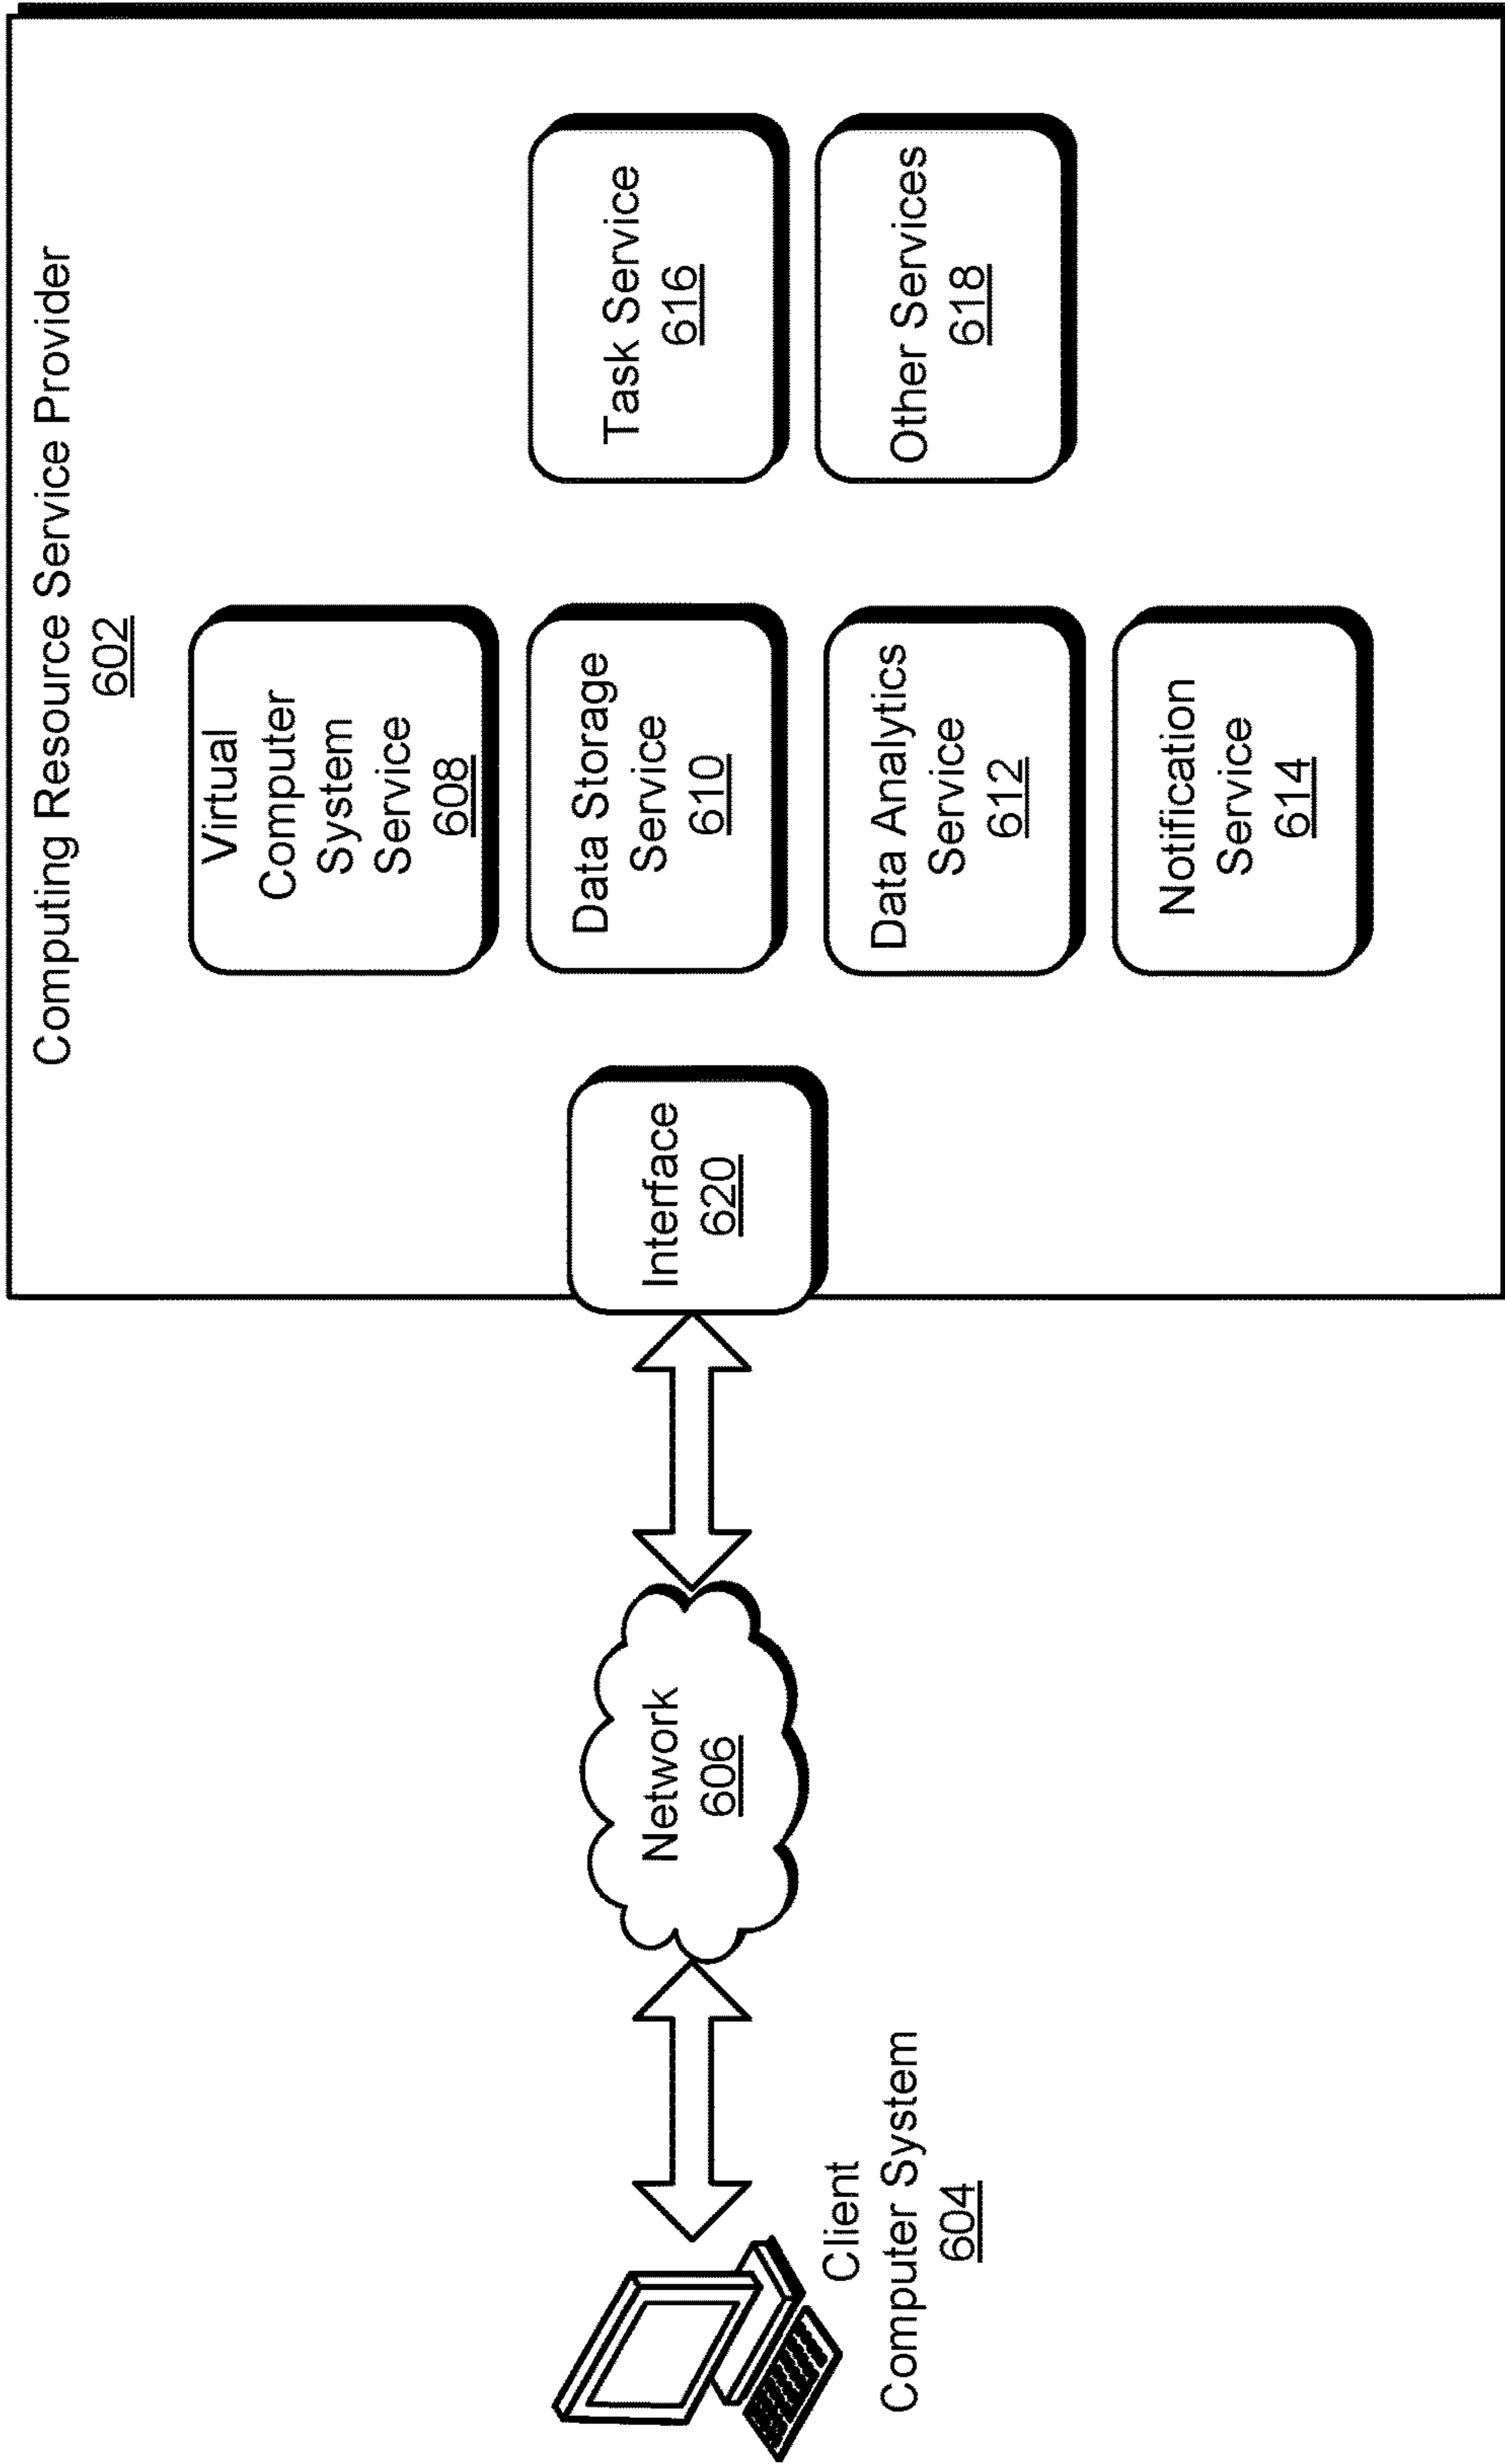 Computing Resource Service Provider
602
Virtual
Computer
System
Service
608
Data Storage
Service
610
Data Analytics
Service
612
Notification
Service
614
Task Service
616
Other Services
618
Interface
620
Network
606
Client
Computer System
604